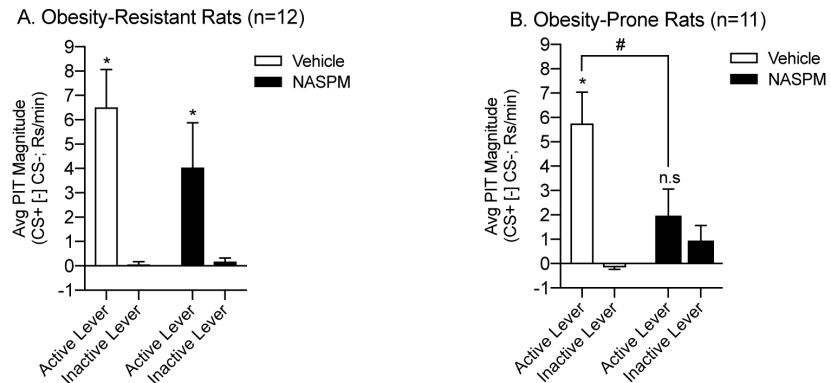 A. Obesity-Resistant Rats (n=12)
Avg PIT Magnitude
(CS+ [-] CS-; Rs/min)
9
8
7
6
5
4
3
2
1
0
-1
*
*
Vehicle
NASPM
Active Lever
Inactive Lever
Active Lever
Inactive Lever
B. Obesity-Prone Rats (n=11)
Avg PIT Magnitude
(CS+ [-] CS-; Rs/min)
9
8
7
6
5
4
3
2
1
0
-1
#
*
n.s
Vehicle
NASPM
Active Lever
Inactive Lever
Active Lever
Inactive Lever